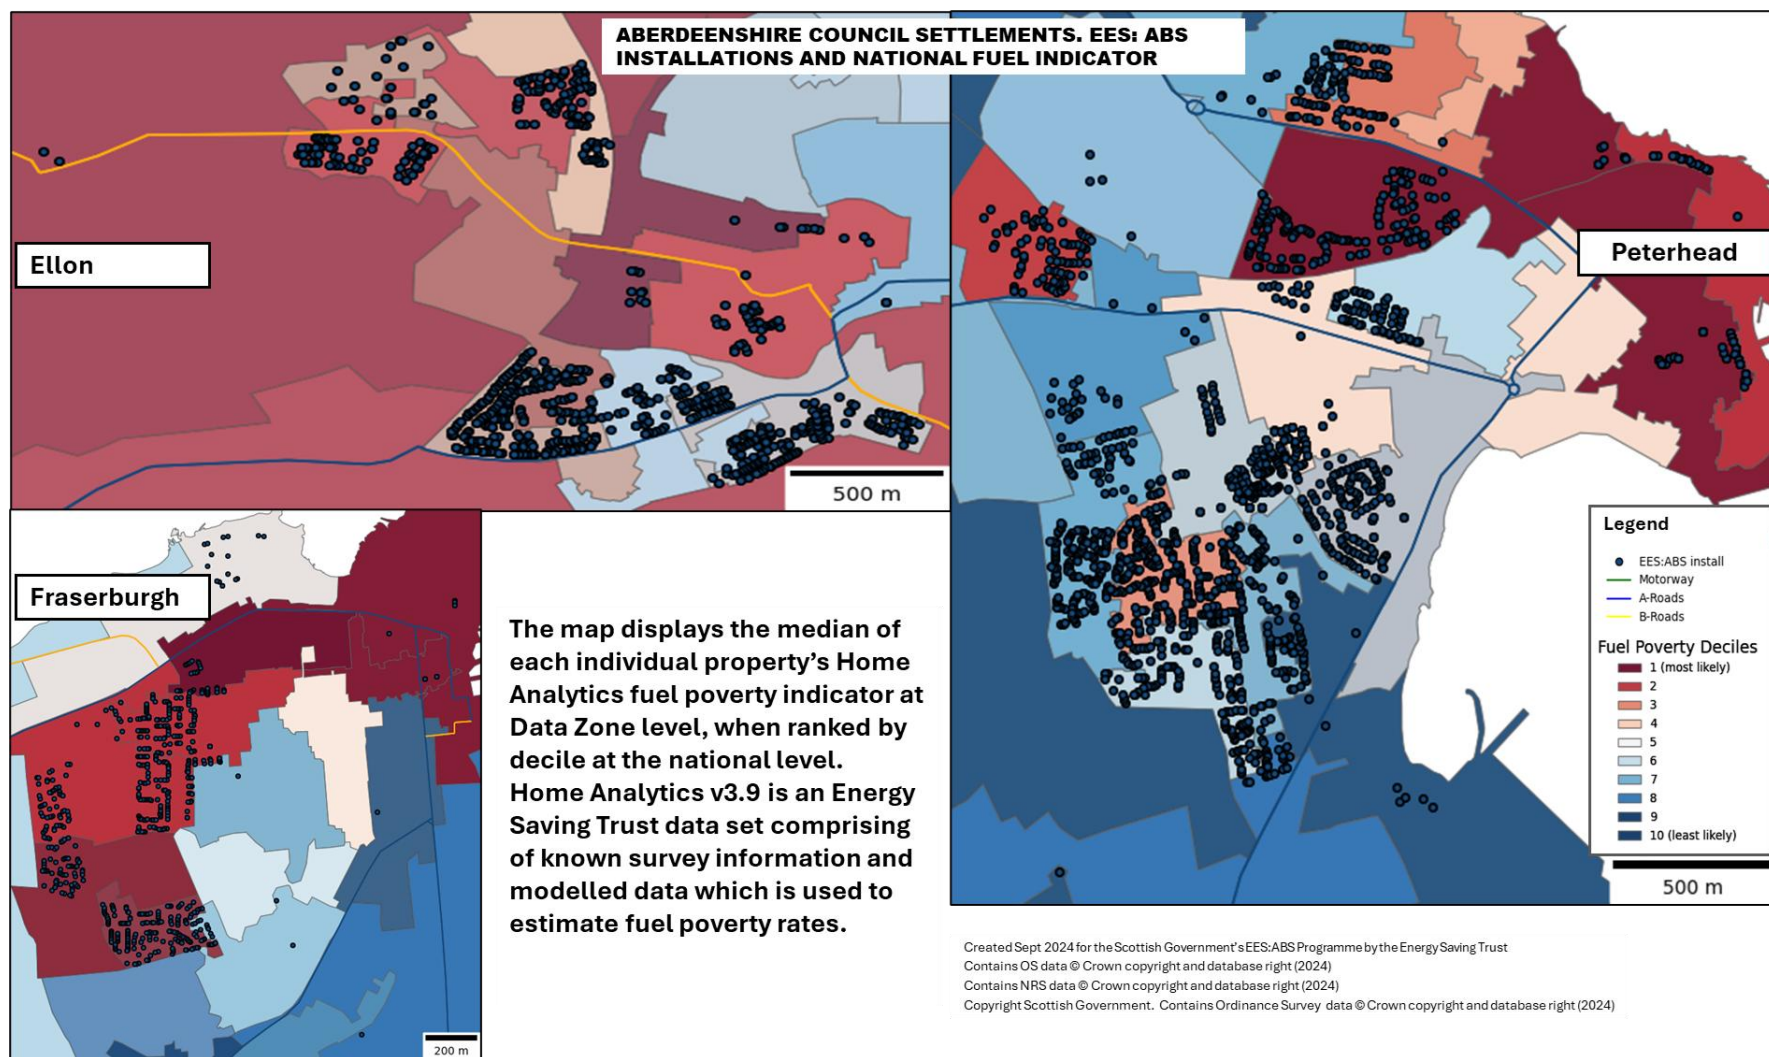 ABERDEENSHIRE COUNCIL SETTLEMENTS. EES: ABS
INSTALLATIONS AND NATIONAL FUEL INDICATOR
Ellon
500 m
Peterhead
Legend
EES:ABS install
Motorway
A-Roads
B-Roads
Fuel Poverty Deciles
1 (most likely)
2
3
4
5
6
7
8
9
10 (least likely)
500 m
Fraserburgh
200 m
The map displays the median of
each individual property’s Home
Analytics fuel poverty indicator at
Data Zone level, when ranked by
decile at the national level.
Home Analytics v3.9 is an Energy
Saving Trust data set comprising
of known survey information and
modelled data which is used to
estimate fuel poverty rates.
Created Sept 2024 for the Scottish Government’s EES:ABS Programme by the Energy Saving Trust
Contains OS data © Crown copyright and database right (2024)
Contains NRS data © Crown copyright and database right (2024)
Copyright Scottish Government. Contains Ordinance Survey data © Crown copyright and database right (2024)